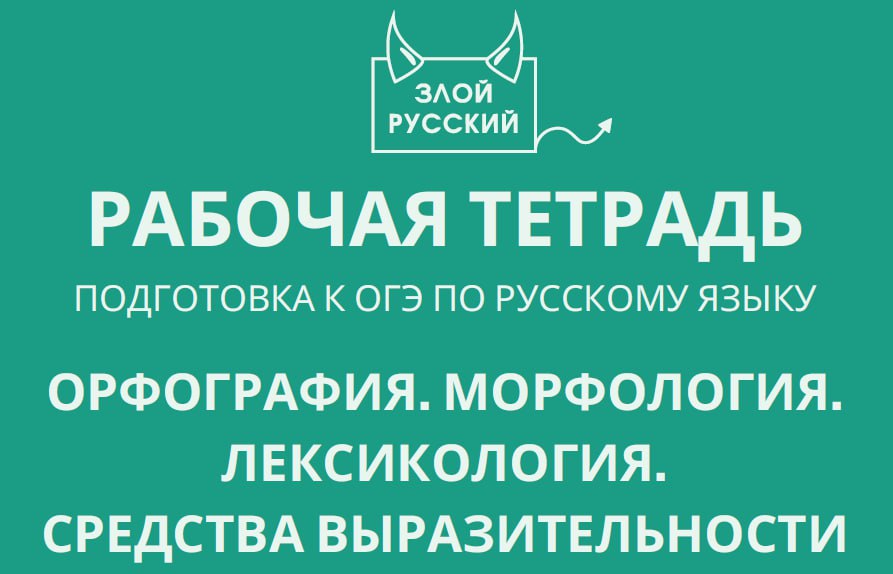 ЗЛОЙ
РУССКИЙ
РАБОЧАЯ ТЕТРАДЬ
ПОДГОТОВКА К ОГЭ ПО РУССКОМУ ЯЗЫКУ
ОРФОГРАФИЯ. МОРФОЛОГИЯ.
ЛЕКСИКОЛОГИЯ.
СРЕДСТВА ВЫРАЗИТЕЛЬНОСТИ